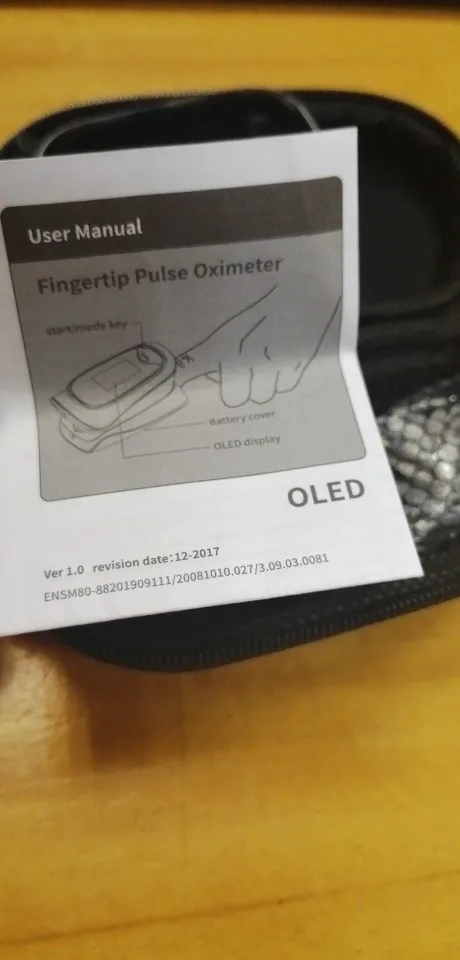 User Manual
Fingertip Pulse Oximeter
start/mode key
Battery cover
OLED display
OLED
Ver 1.0 revision date:12-2017
ENSM80-88201909111/20081010.027/3.09.03.0081